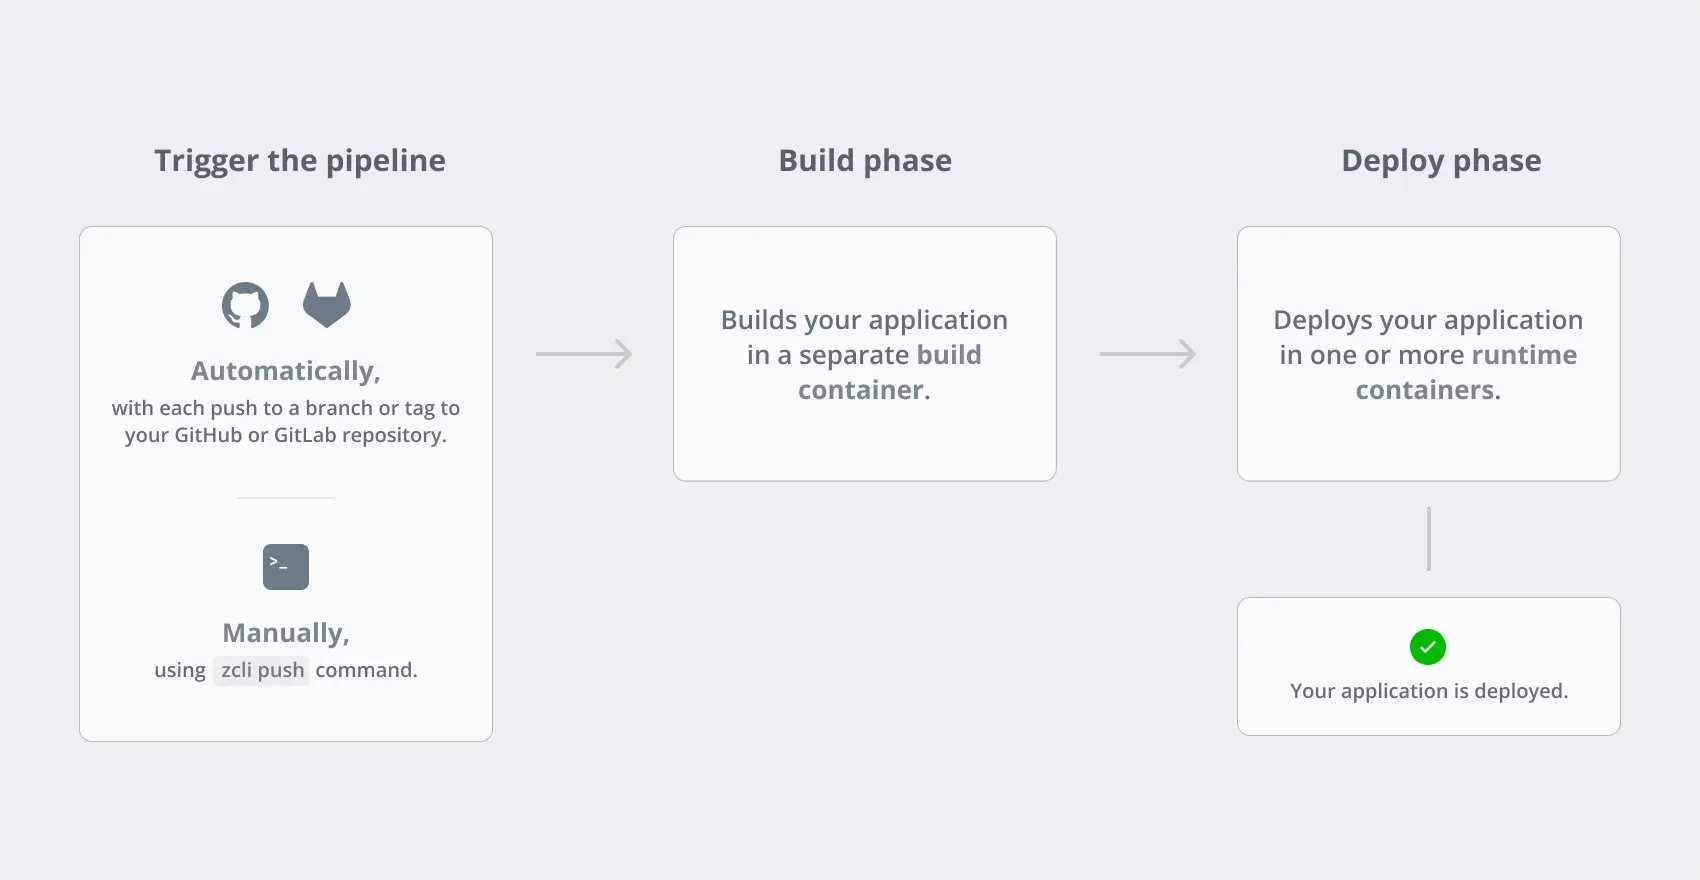 Trigger the pipeline
Automatically,
with each push to a branch or tag to
your GitHub or GitLab repository.
>_
Manually,
using zcli push command.
Build phase
Builds your application
in a separate build
container.
Deploy phase
Deploys your application
in one or more runtime
containers.
Your application is deployed.